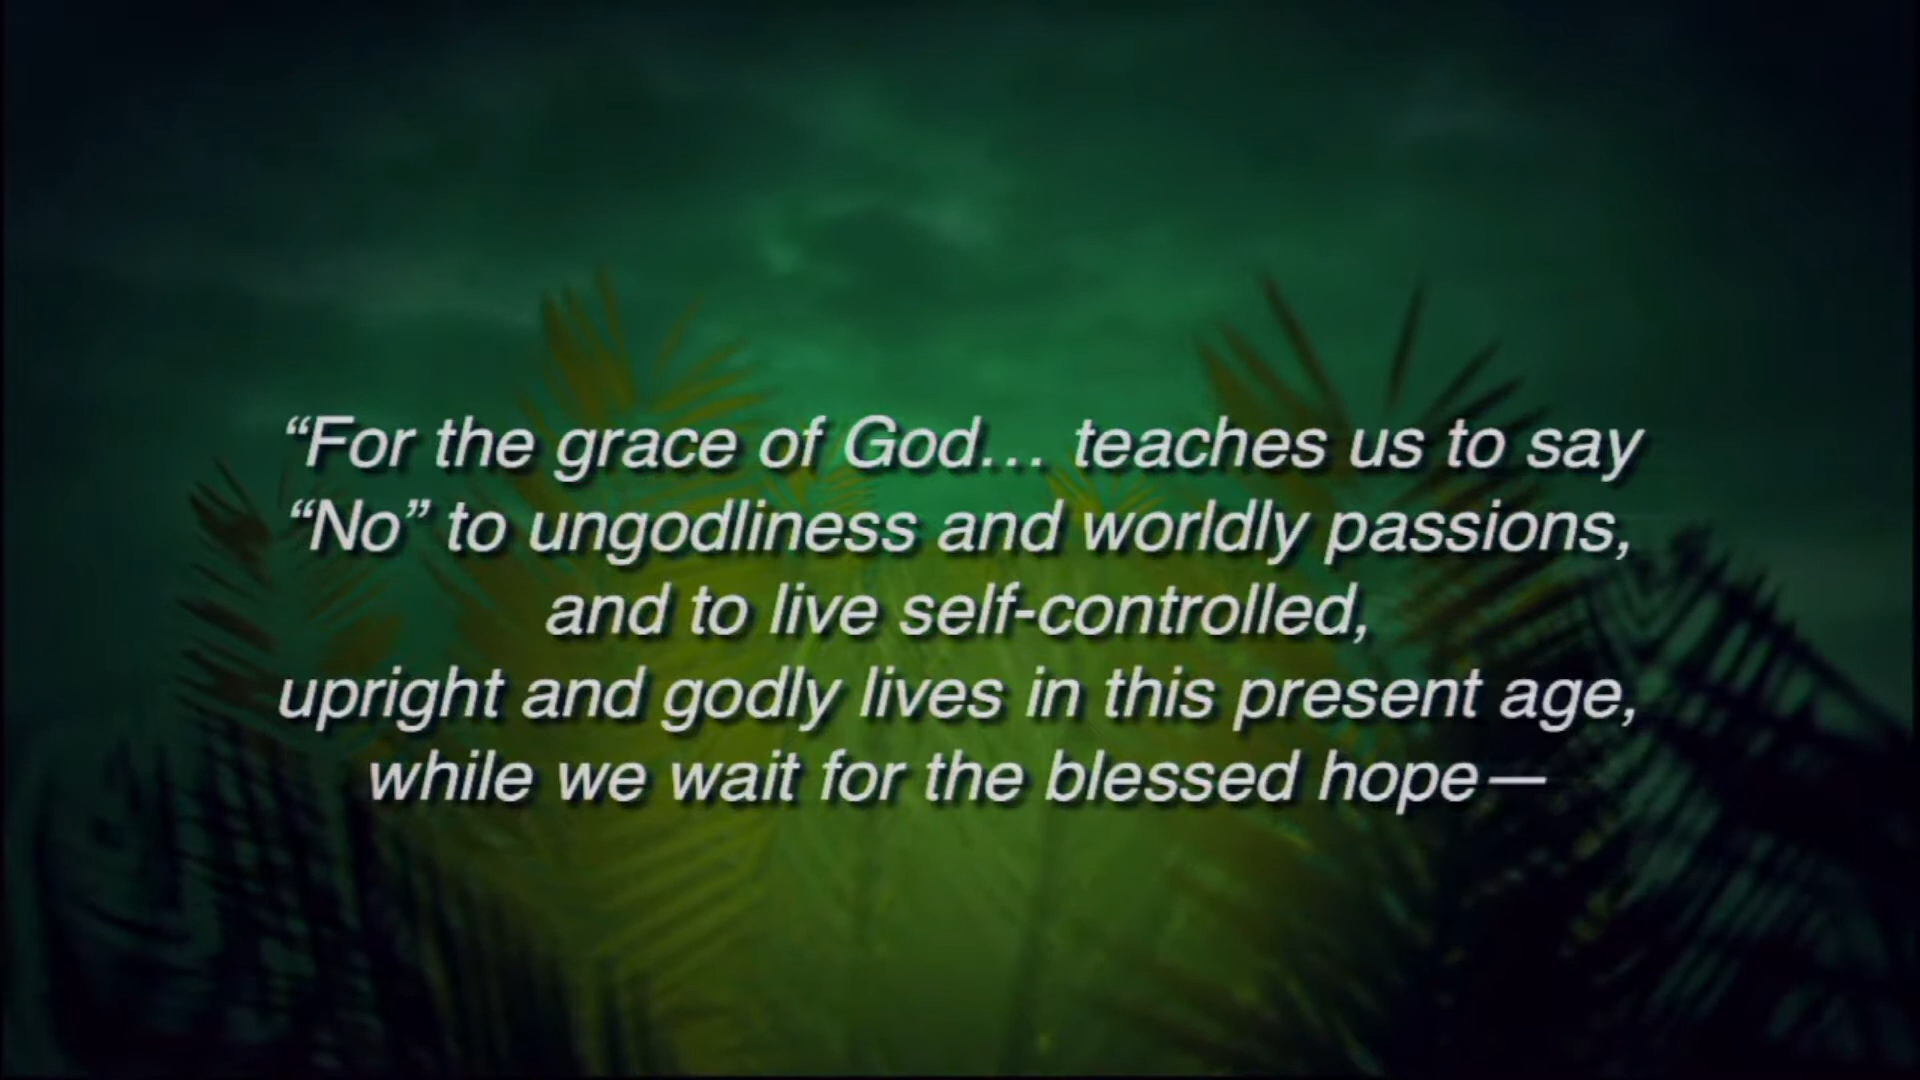 “For the grace of God… teaches us to say
“No” to ungodliness and worldly passions,
and to live self-controlled,
upright and godly lives in this present age,
while we wait for the blessed hope—